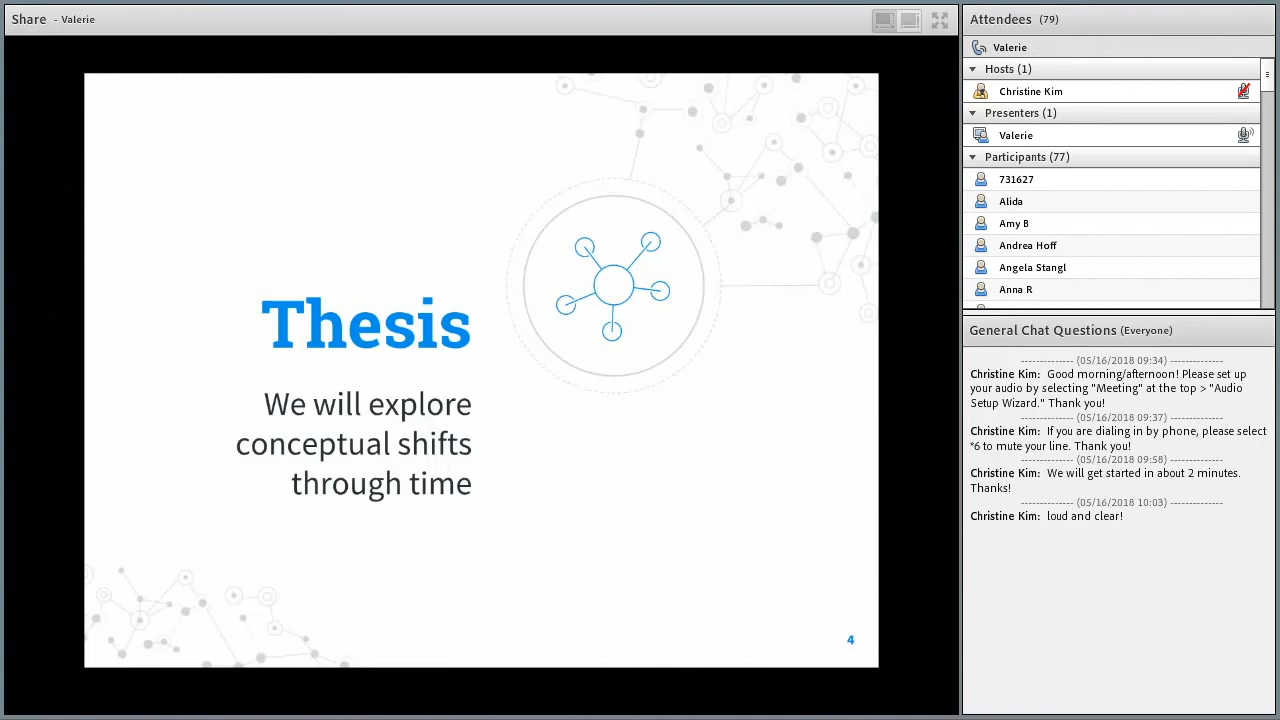 Share - Valerie
Thesis
We will explore
conceptual shifts
through time
4
Attendees (79)
Valerie
Hosts (1)
Christine Kim
Presenters (1)
Valerie
Participants (77)
731627
Alida
Amy B
Andrea Hoff
Angela Stangl
Anna R
General Chat Questions (Everyone)
------------- (05/16/2018 09:34) -------------
Christine Kim: Good morning/afternoon! Please set up
your audio by selecting "Meeting" at the top > "Audio
Setup Wizard." Thank you!
------------- (05/16/2018 09:37) -------------
Christine Kim: If you are dialing in by phone, please select
*6 to mute your line. Thank you!
------------- (05/16/2018 09:58) -------------
Christine Kim: We will get started in about 2 minutes.
Thanks!
------------- (05/16/2018 10:03) -------------
Christine Kim: loud and clear!